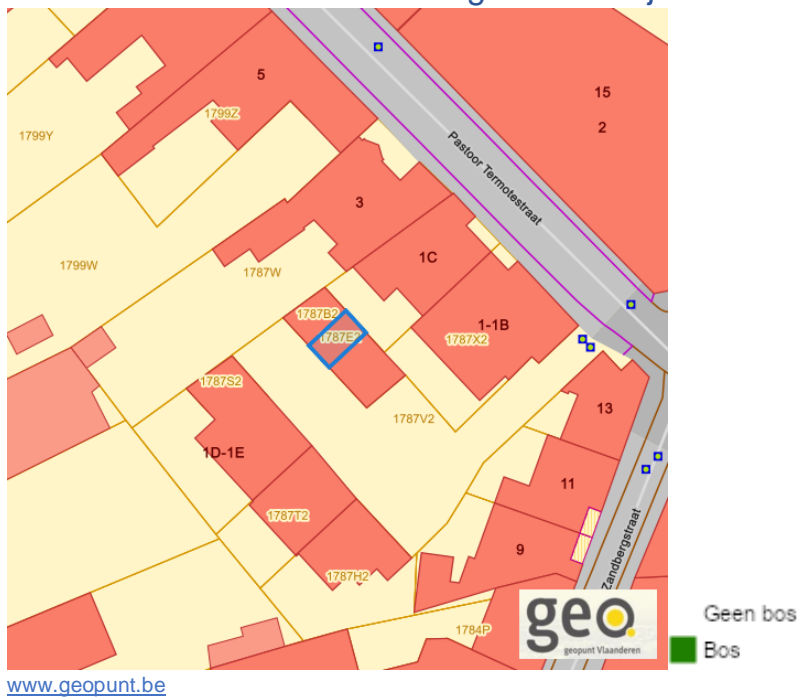 5
15
2
1799Z
1799Y
Pastoor Termotestraat
3
1C
1799W
1787W
1787B2
1787E2
1-1B
1787X2
1787S2
13
1787V2
1D-1E
11
1787T2
9
Zandbergstraat
1787H2
1784P
geo.
geopunt Vlaanderen
Geen bos
Bos
www.geopunt.be